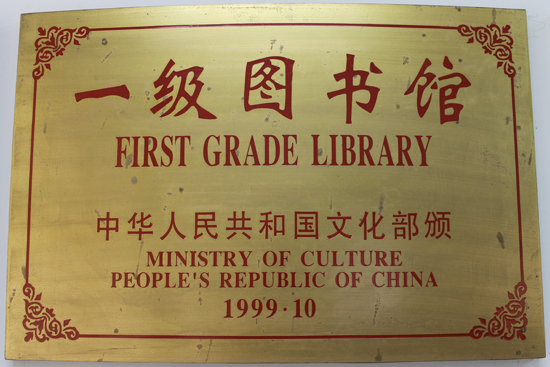 一级图书馆
FIRST GRADE LIBRARY
中华人民共和国文化部颁
MINISTRY OF CULTURE
PEOPLE'S REPUBLIC OF CHINA
1999·10